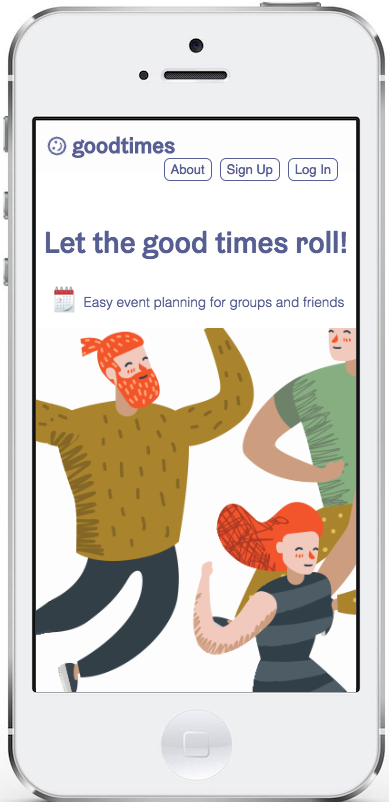 goodtimes
About Sign Up Log In
Let the good times roll!
Easy event planning for groups and friends